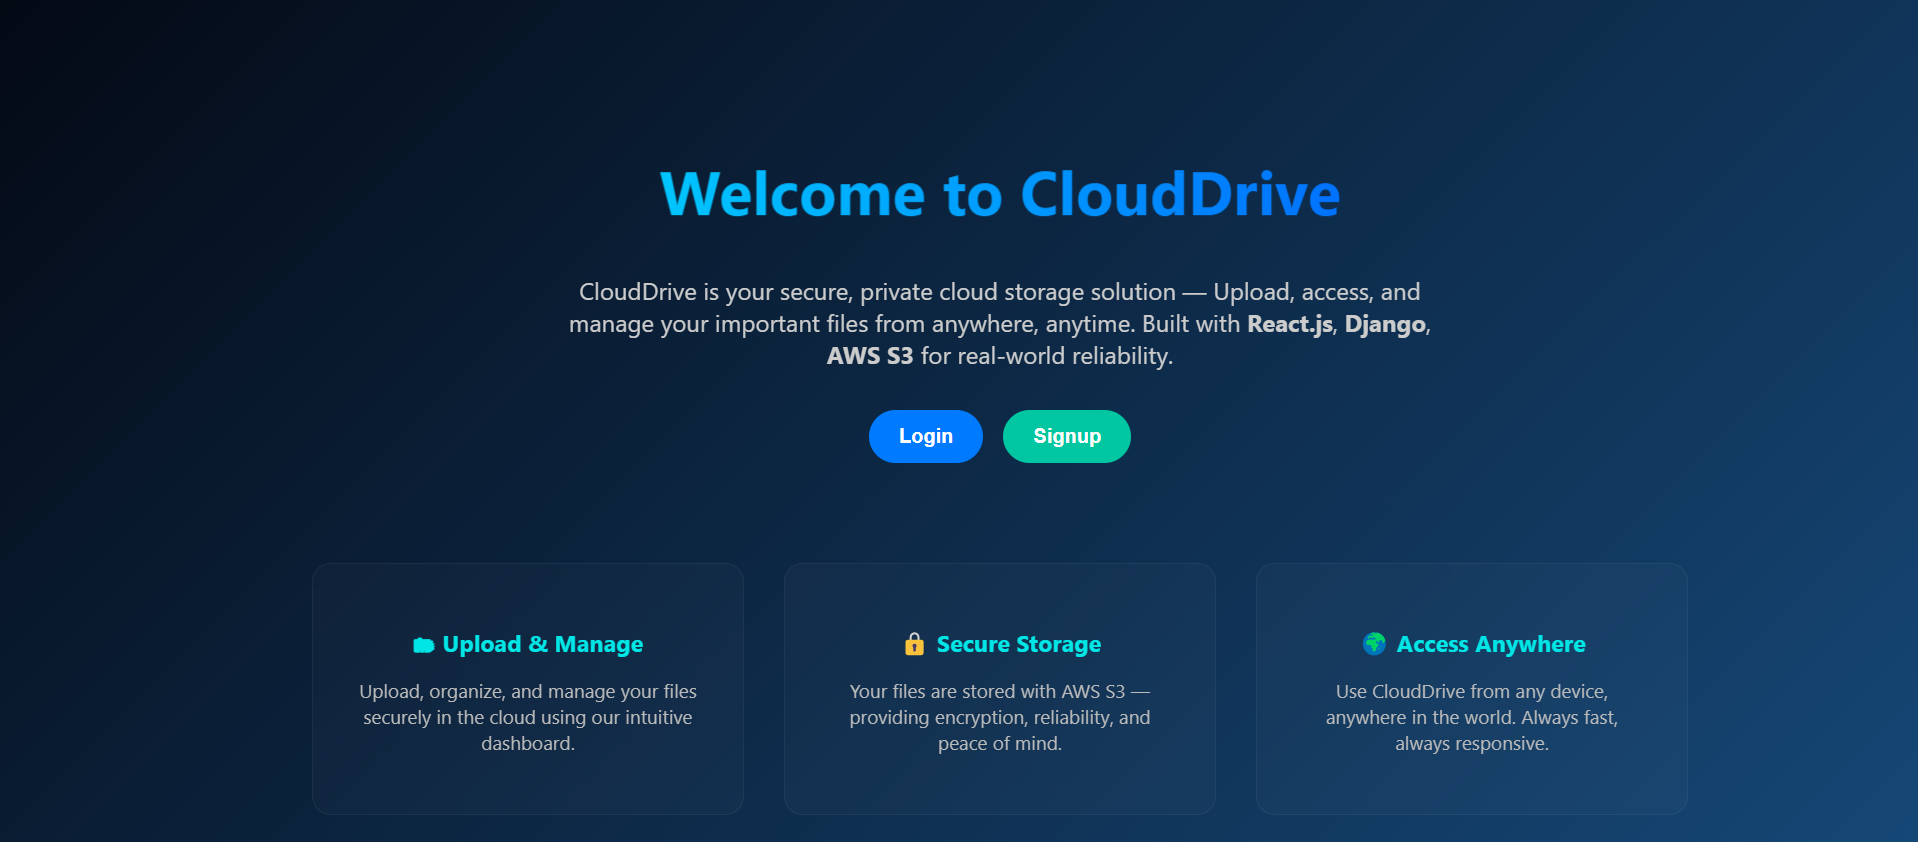 Welcome to CloudDrive
CloudDrive is your secure, private cloud storage solution — Upload, access, and
manage your important files from anywhere, anytime. Built with React.js, Django,
AWS S3 for real-world reliability.
Login
Signup
Upload & Manage
Upload, organize, and manage your files
securely in the cloud using our intuitive
dashboard.
Secure Storage
Your files are stored with AWS S3 —
providing encryption, reliability, and
peace of mind.
Access Anywhere
Use CloudDrive from any device,
anywhere in the world. Always fast,
always responsive.